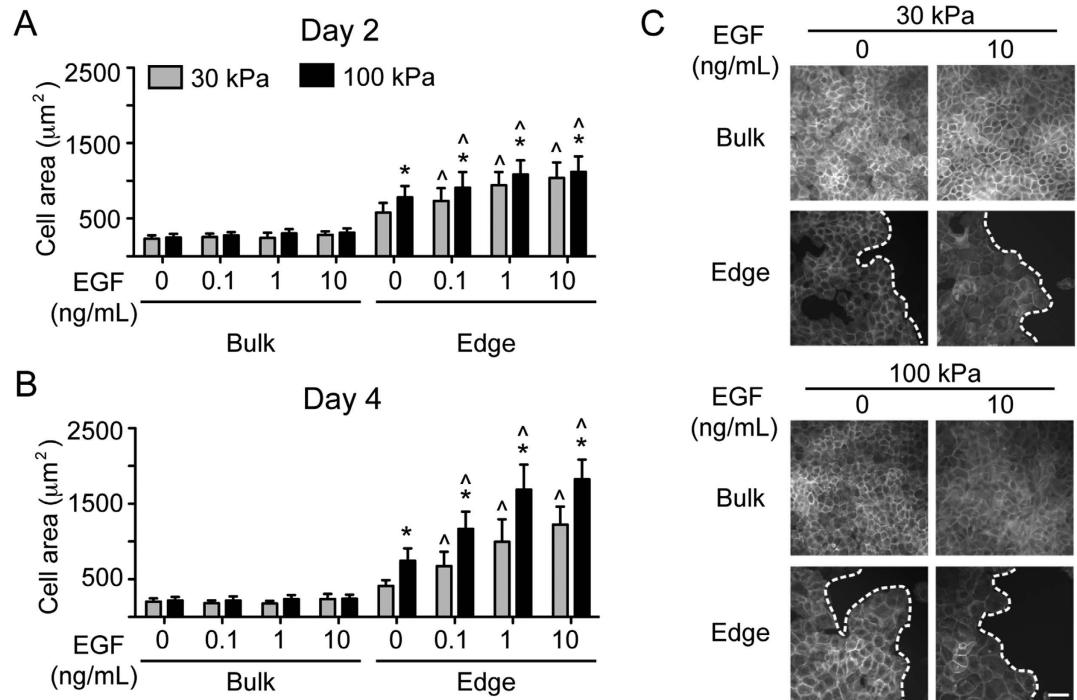 A
Day 2
30 kPa 100 kPa
Cell area (μm²)
2500
1500
500
EGF
(ng/mL)
0 0.1 1 10 0 0.1 1 10
* ^ ^ * ^ ^ * ^ ^ *
Bulk Edge
B
Day 4
Cell area (μm²)
2500
1500
500
EGF
(ng/mL)
0 0.1 1 10 0 0.1 1 10
* ^ ^ * ^ ^ * ^ ^ *
Bulk Edge
C
30 kPa
EGF
(ng/mL)
0 10
Bulk
Edge
100 kPa
EGF
(ng/mL)
0 10
Bulk
Edge